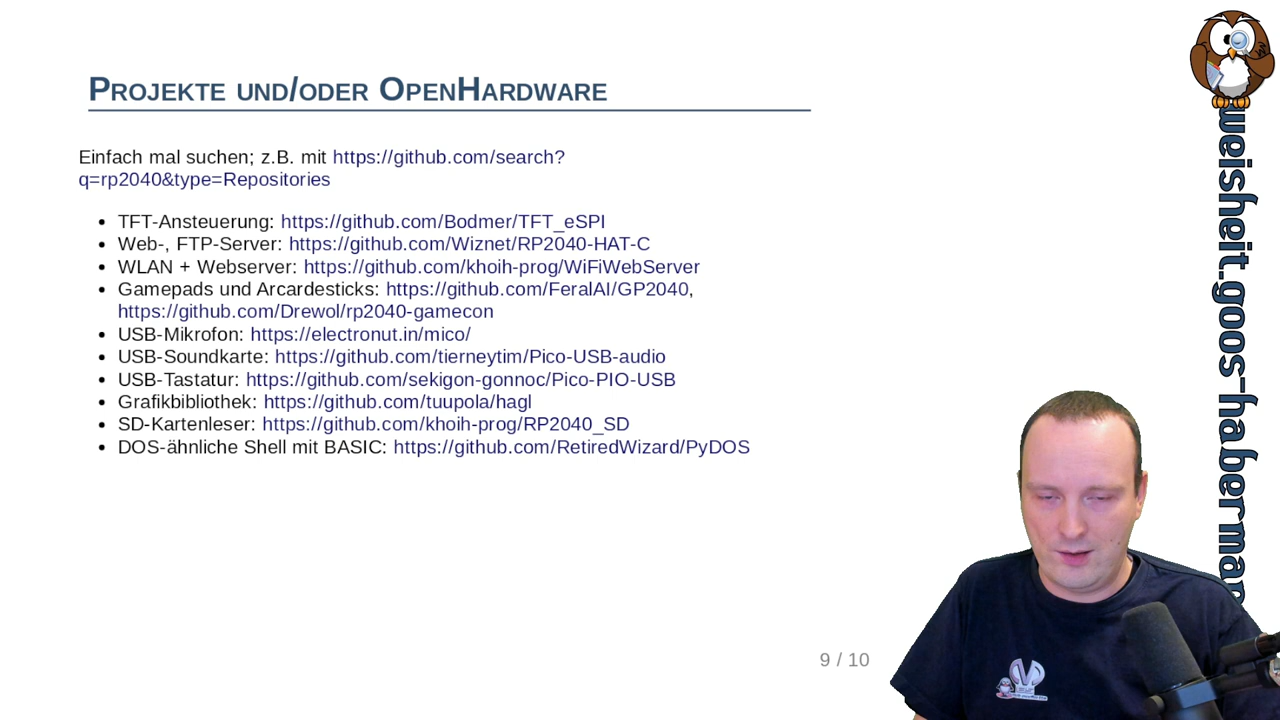 Projekte und/oder OpenHardware
Einfach mal suchen; z.B. mit https://github.com/search?
q=rp2040&type=Repositories
• TFT-Ansteuerung: https://github.com/Bodmer/TFT_eSPI
• Web-, FTP-Server: https://github.com/Wiznet/RP2040-HAT-C
• WLAN + Webserver: https://github.com/khoih-prog/WiFiWebServer
• Gamepads und Arcardesticks: https://github.com/FeralAI/GP2040,
https://github.com/Drewol/rp2040-gamecon
• USB-Mikrofon: https://electronut.in/mico/
• USB-Soundkarte: https://github.com/tierneytim/Pico-USB-audio
• USB-Tastatur: https://github.com/sekigon-gonnoc/Pico-PIO-USB
• Grafikbibliothek: https://github.com/tuupola/hagl
• SD-Kartenleser: https://github.com/khoih-prog/RP2040_SD
• DOS-ähnliche Shell mit BASIC: https://github.com/RetiredWizard/PyDOS
9 / 10
weisheit.goos-haberman